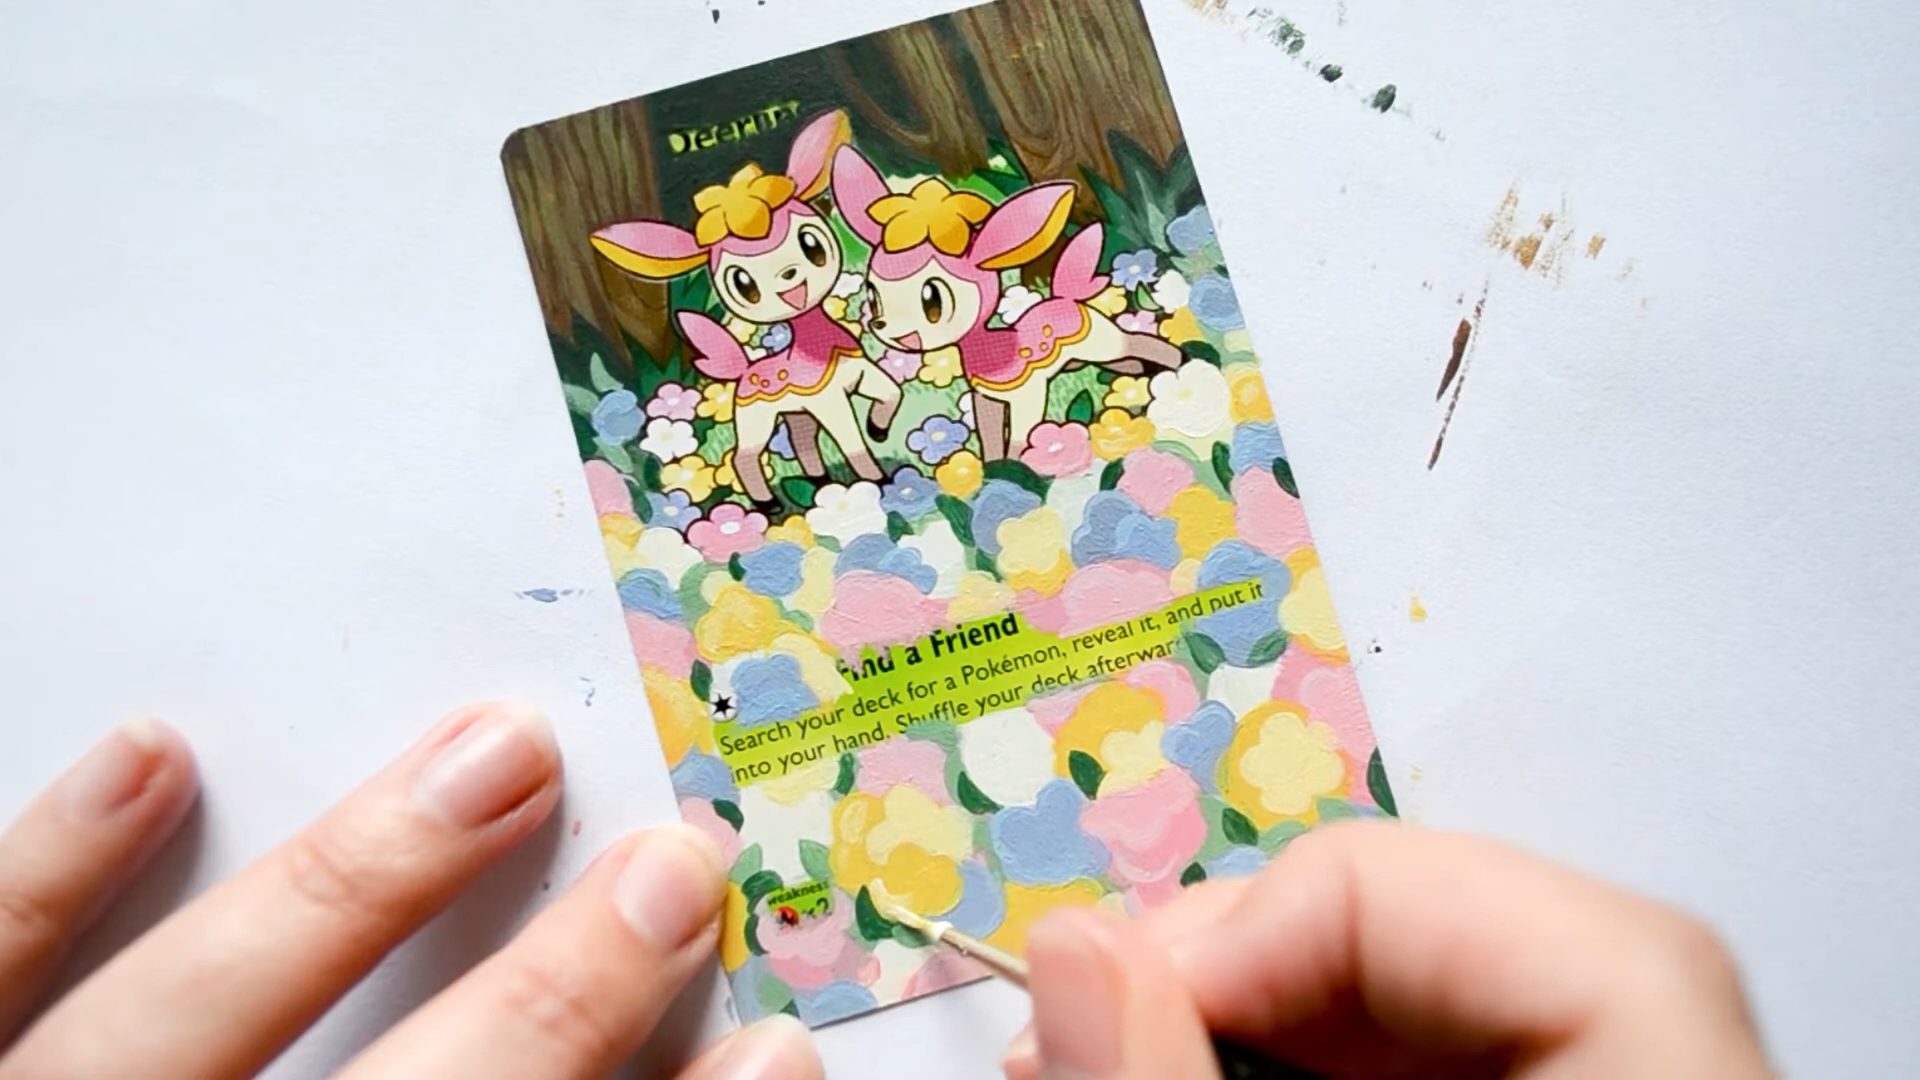 Deerling
Find a Friend
Search your deck for a Pokémon, reveal it, and put it
into your hand. Shuffle your deck afterward
weakness
×2